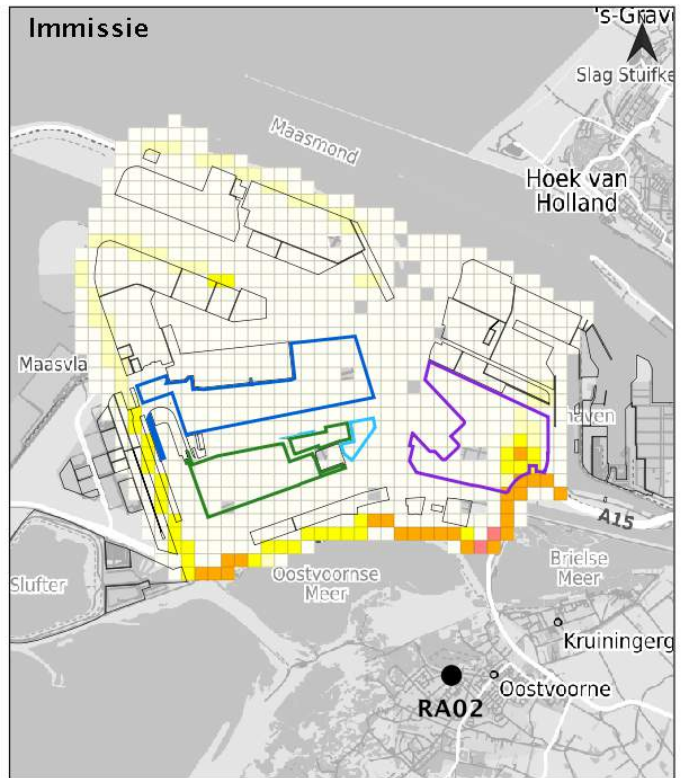 Immissie
's-Grav
Slag Stuifke
Maasmond
Hoek van
Holland
Maasvla
haven
A15
Slufter
Oostvoornse
Meer
Brielse
Meer
Kruiningerg
Oostvoorne
RA02